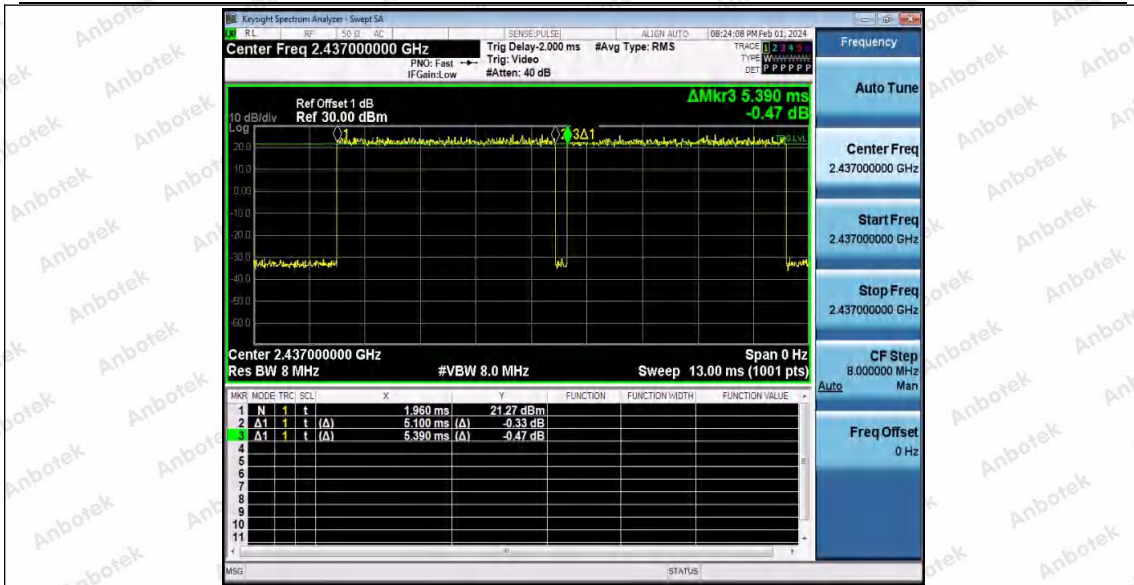 Keysight Spectrum Analyzer - Swept SA
RL RF 50 Ω AC SENSE:PULSE ALIGN AUTO 08:24:08 PM Feb 01, 2024
Center Freq 2.437000000 GHz Trig Delay-2.000 ms #Avg Type: RMS TRACE 1 2 3 4 5 6
PNO: Fast Trig: Video TYPE
IFGain:Low #Atten: 40 dB DET P P P P P P
Frequency
Auto Tune
Center Freq
2.437000000 GHz
Start Freq
2.437000000 GHz
Stop Freq
2.437000000 GHz
CF Step
8.000000 MHz
Auto Man
Freq Offset
0 Hz
ΔMkr3 5.390 ms
-0.47 dB
Ref Offset 1 dB
10 dB/div Ref 30.00 dBm
Log
1 2 3Δ1
TRIG LVL
20.0
10.0
0.00
-10.0
-20.0
-30.0
-40.0
-50.0
-60.0
Center 2.437000000 GHz Span 0 Hz
Res BW 8 MHz #VBW 8.0 MHz Sweep 13.00 ms (1001 pts)
MKR MODE TRC SCL X Y FUNCTION FUNCTION WIDTH FUNCTION VALUE
1 N 1 t 1.960 ms 21.27 dBm
2 Δ1 1 t (Δ) 5.100 ms (Δ) -0.33 dB
3 Δ1 1 t (Δ) 5.390 ms (Δ) -0.47 dB
4
5
6
7
8
9
10
11
MSG STATUS
Anbotek